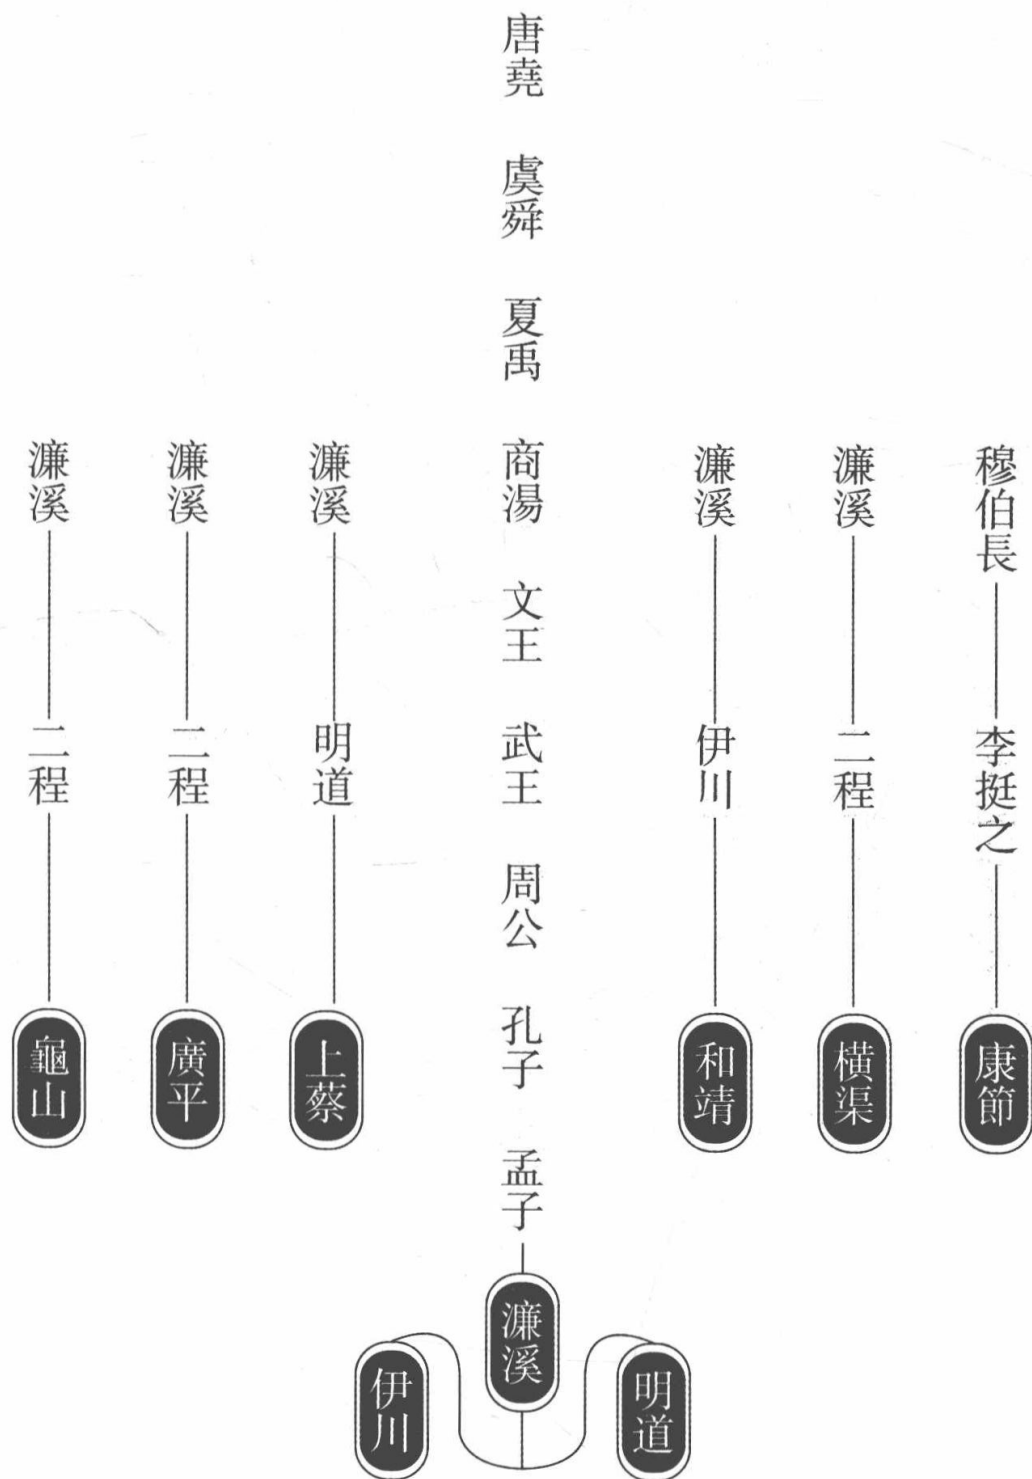 穆伯長 李挺之 康節
濂溪 二程 橫渠
濂溪 伊川 和靖
唐堯 虞舜 夏禹 商湯 文王 武王 周公 孔子 孟子 濂溪
明道
伊川
濂溪 明道 上蔡
濂溪 二程 廣平
濂溪 二程 龜山